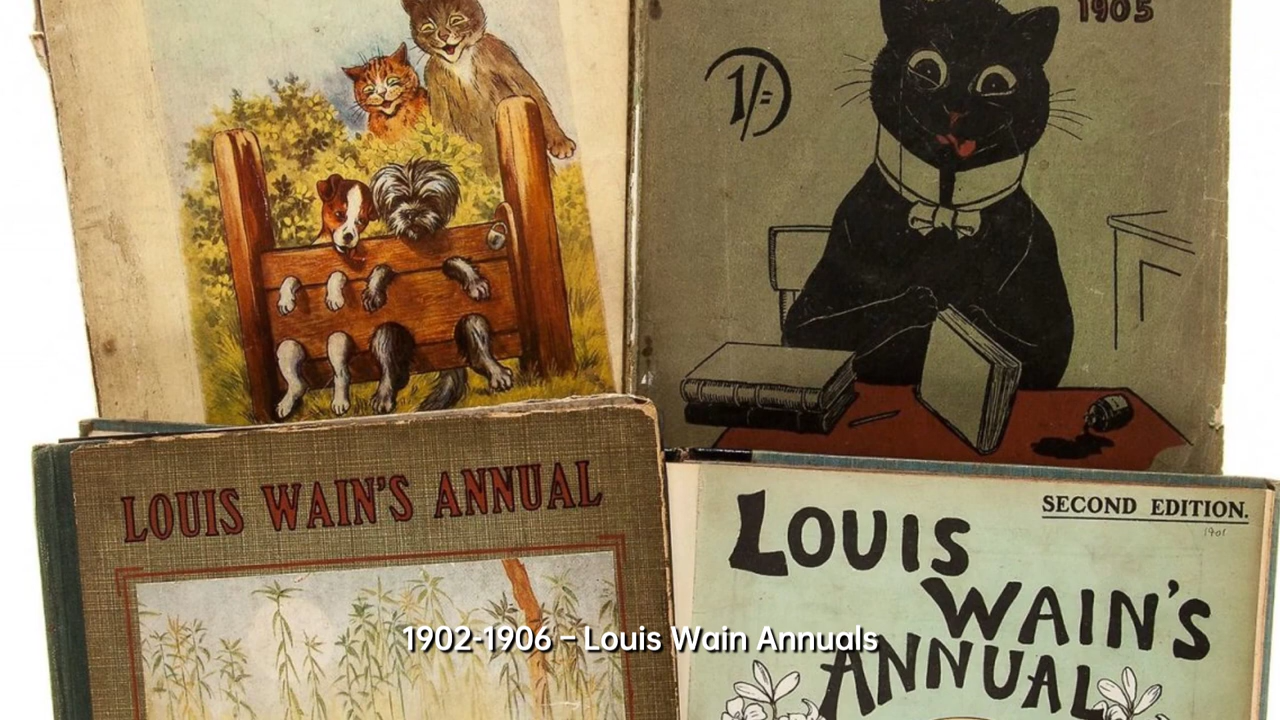 1905
1/=
LOUIS WAIN'S ANNUAL
SECOND EDITION.
1901
LOUIS
WAIN'S
ANNUAL
1902-1906 – Louis Wain Annuals